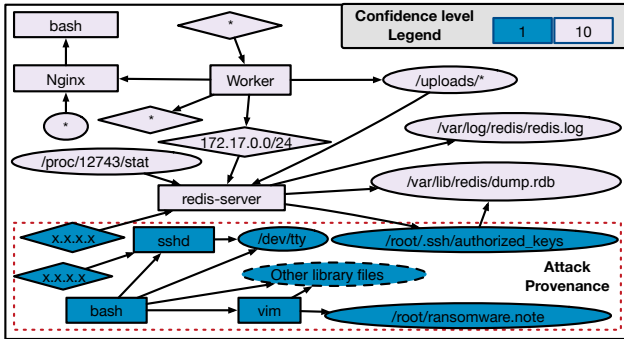 Confidence level
Legend
1
10
bash
*
Nginx
Worker
/uploads/*
*
*
172.17.0.0/24
/var/log/redis/redis.log
/proc/12743/stat
/var/lib/redis/dump.rdb
redis-server
x.x.x.x
sshd
/dev/tty
/root/.ssh/authorized_keys
x.x.x.x
Other library files
Attack
Provenance
bash
vim
/root/ransomware.note